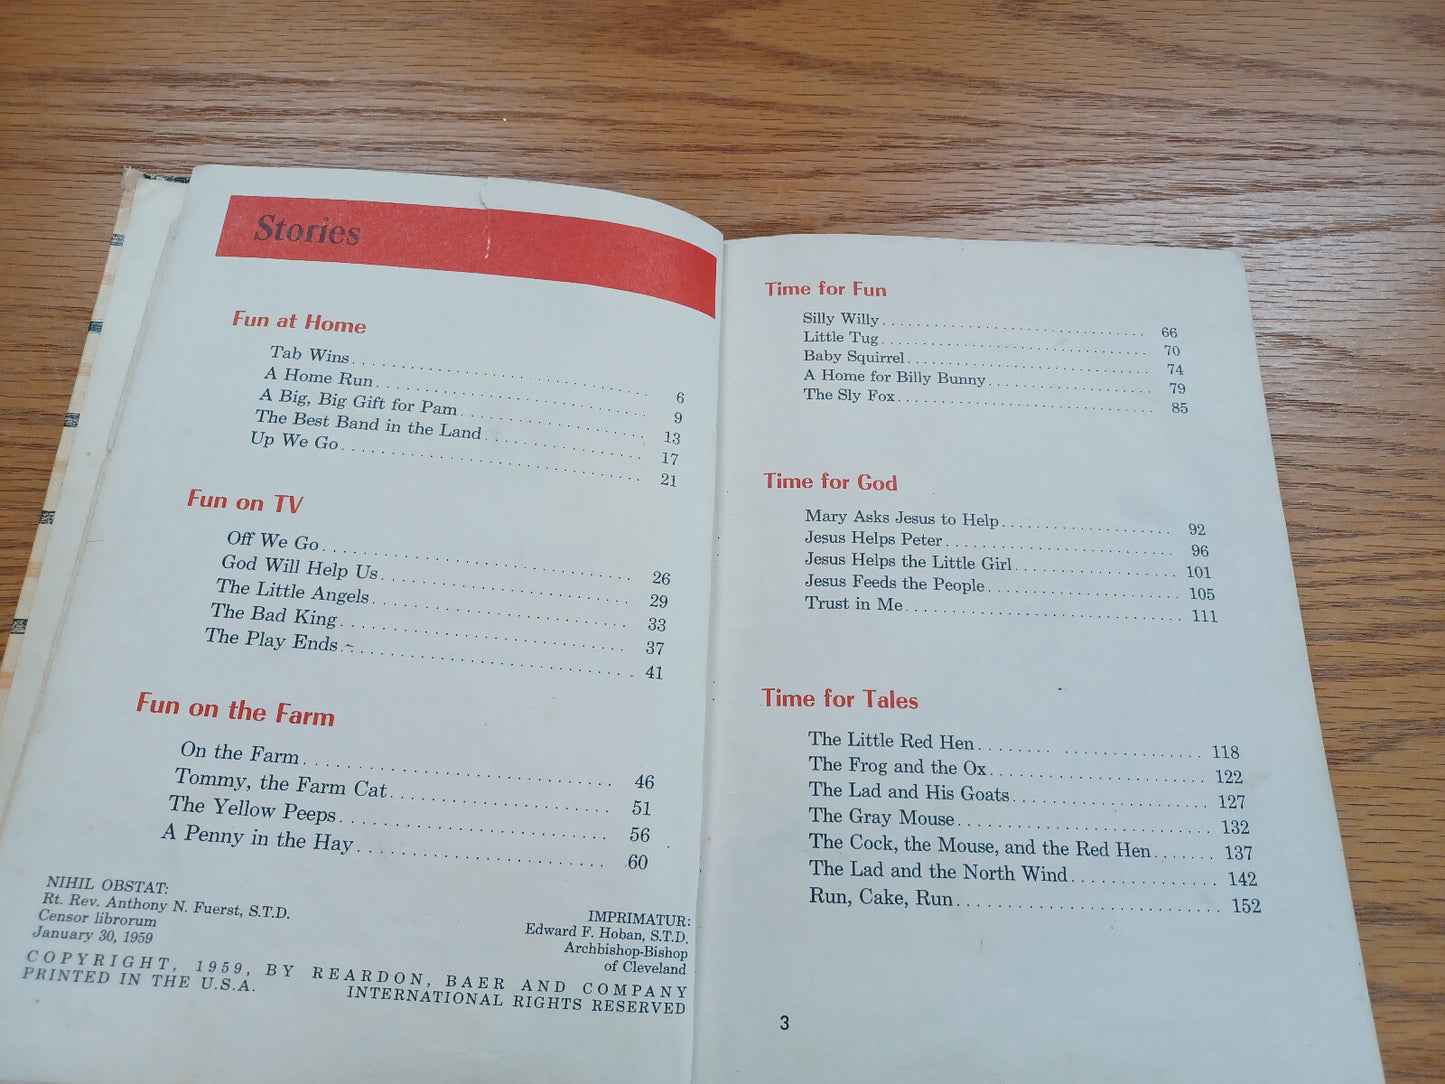 Stories
Fun at Home
Tab Wins........................................ 6
A Home Run........................................ 9
A Big, Big Gift for Pam........................................ 13
The Best Band in the Land........................................ 17
Up We Go........................................ 21
Fun on TV
Off We Go........................................ 26
God Will Help Us........................................ 29
The Little Angels........................................ 33
The Bad King........................................ 37
The Play Ends........................................ 41
Fun on the Farm
On the Farm........................................ 46
Tommy, the Farm Cat........................................ 51
The Yellow Peeps........................................ 56
A Penny in the Hay........................................ 60
NIHIL OBSTAT:
Rt. Rev. Anthony N. Fuerst, S.T.D.
Censor librorum
January 30, 1959
IMPRIMATUR:
Edward F. Hoban, S.T.D.
Archbishop-Bishop
of Cleveland
COPYRIGHT, 1959, BY REARDON, BAER AND COMPANY
PRINTED IN THE U.S.A. INTERNATIONAL RIGHTS RESERVED
Time for Fun
Silly Willy........................................ 66
Little Tug........................................ 70
Baby Squirrel........................................ 74
A Home for Billy Bunny........................................ 79
The Sly Fox........................................ 85
Time for God
Mary Asks Jesus to Help........................................ 92
Jesus Helps Peter........................................ 96
Jesus Helps the Little Girl........................................ 101
Jesus Feeds the People........................................ 105
Trust in Me........................................ 111
Time for Tales
The Little Red Hen........................................ 118
The Frog and the Ox........................................ 122
The Lad and His Goats........................................ 127
The Gray Mouse........................................ 132
The Cock, the Mouse, and the Red Hen....... 137
The Lad and the North Wind........................................ 142
Run, Cake, Run........................................ 152
3